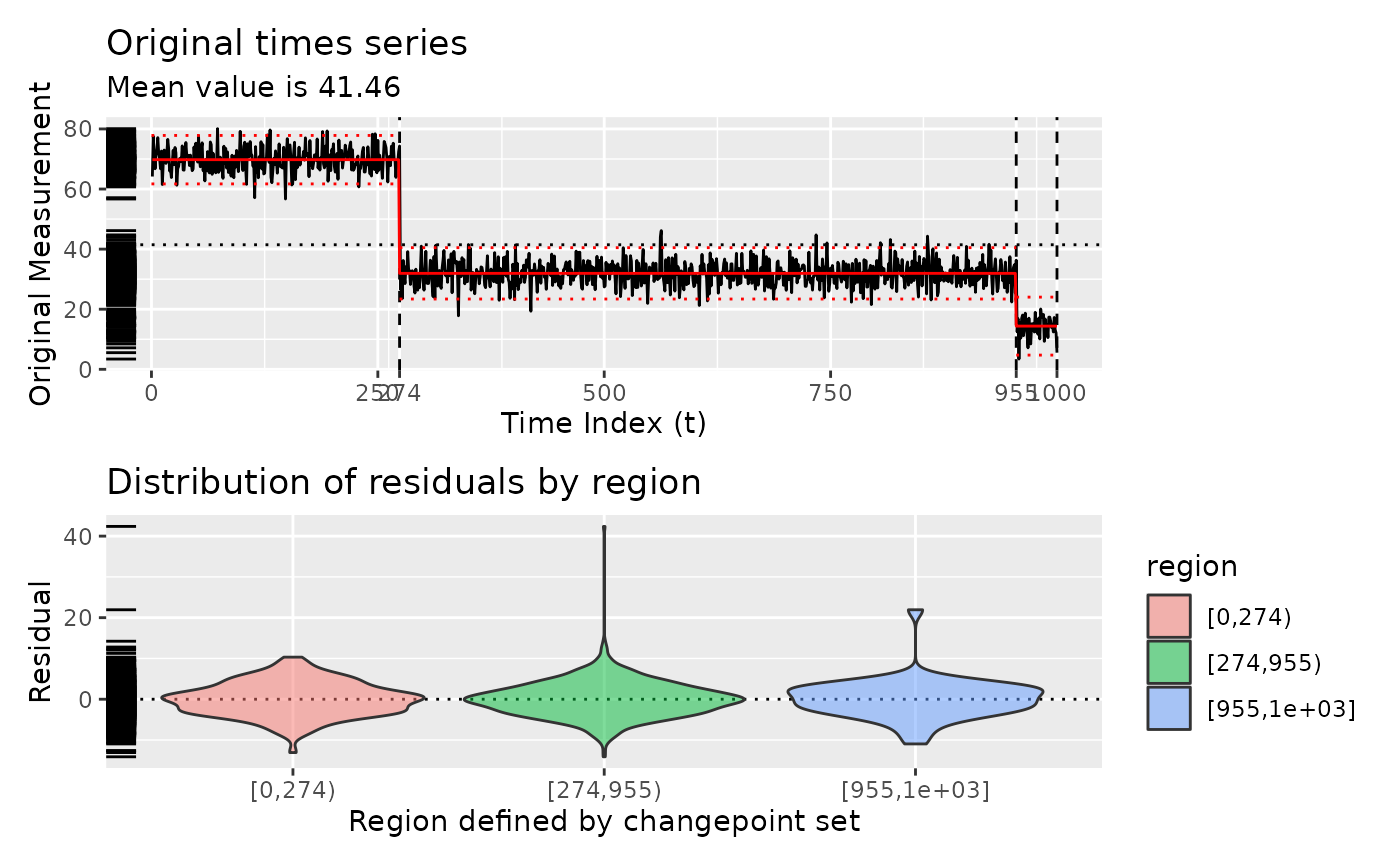 Original times series
Mean value is 41.46
Original Measurement
80
60
40
20
0
0
250
274
500
750
955
1000
Time Index (t)
Distribution of residuals by region
Residual
40
20
0
[0,274)
[274,955)
[955,1e+03]
Region defined by changepoint set
region
[0,274)
[274,955)
[955,1e+03]